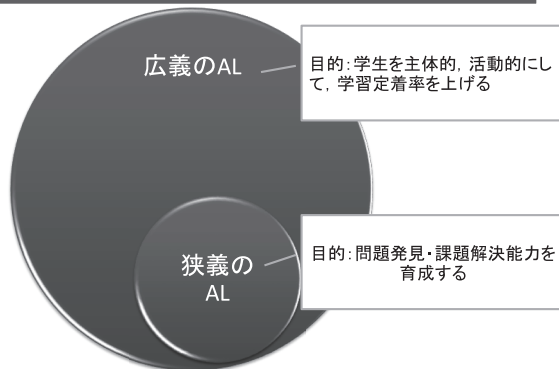 広義のAL
目的：学生を主体的，活動的にし
て，学習定着率を上げる
狭義の
AL
目的：問題発見・課題解決能力を
育成する